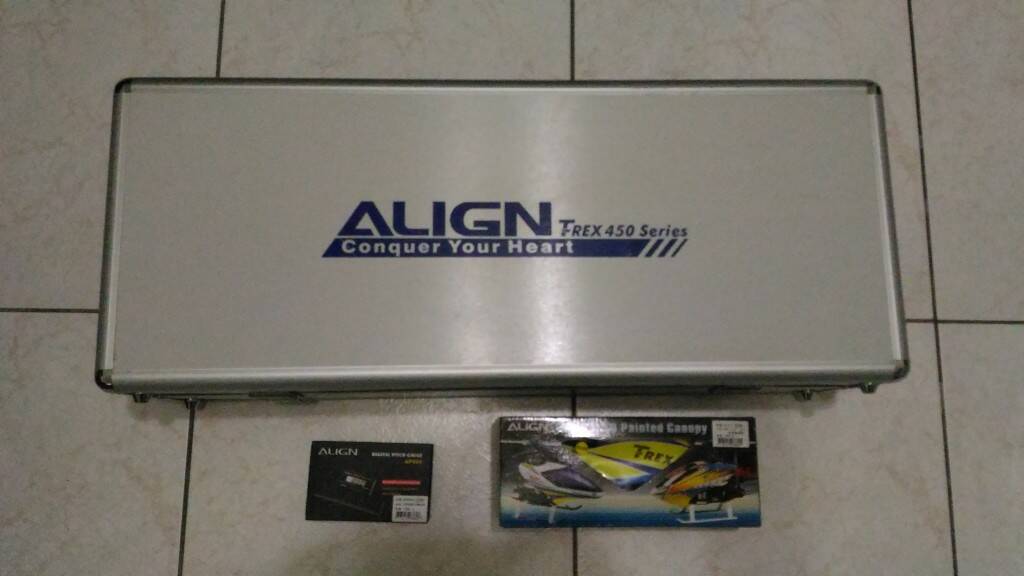 ALIGN T-REX 450 Series
Conquer Your Heart
ALIGN
DIGITAL PITCH GAUGE
ALIGN Painted Canopy
T-REX